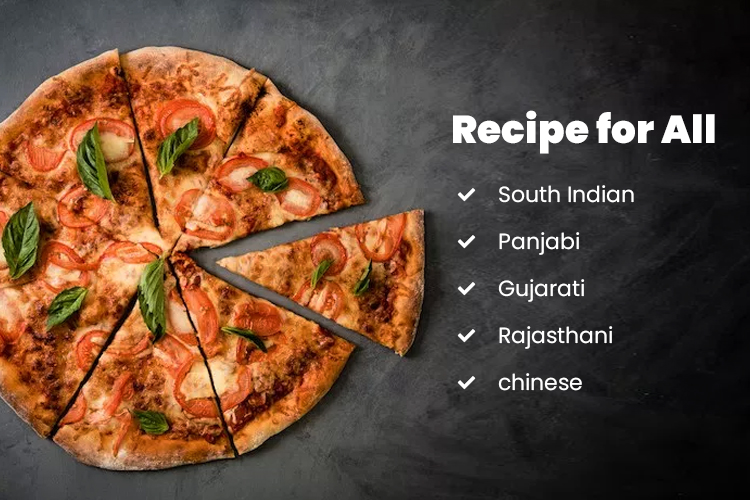 Recipe for All
South Indian
Panjabi
Gujarati
Rajasthani
chinese